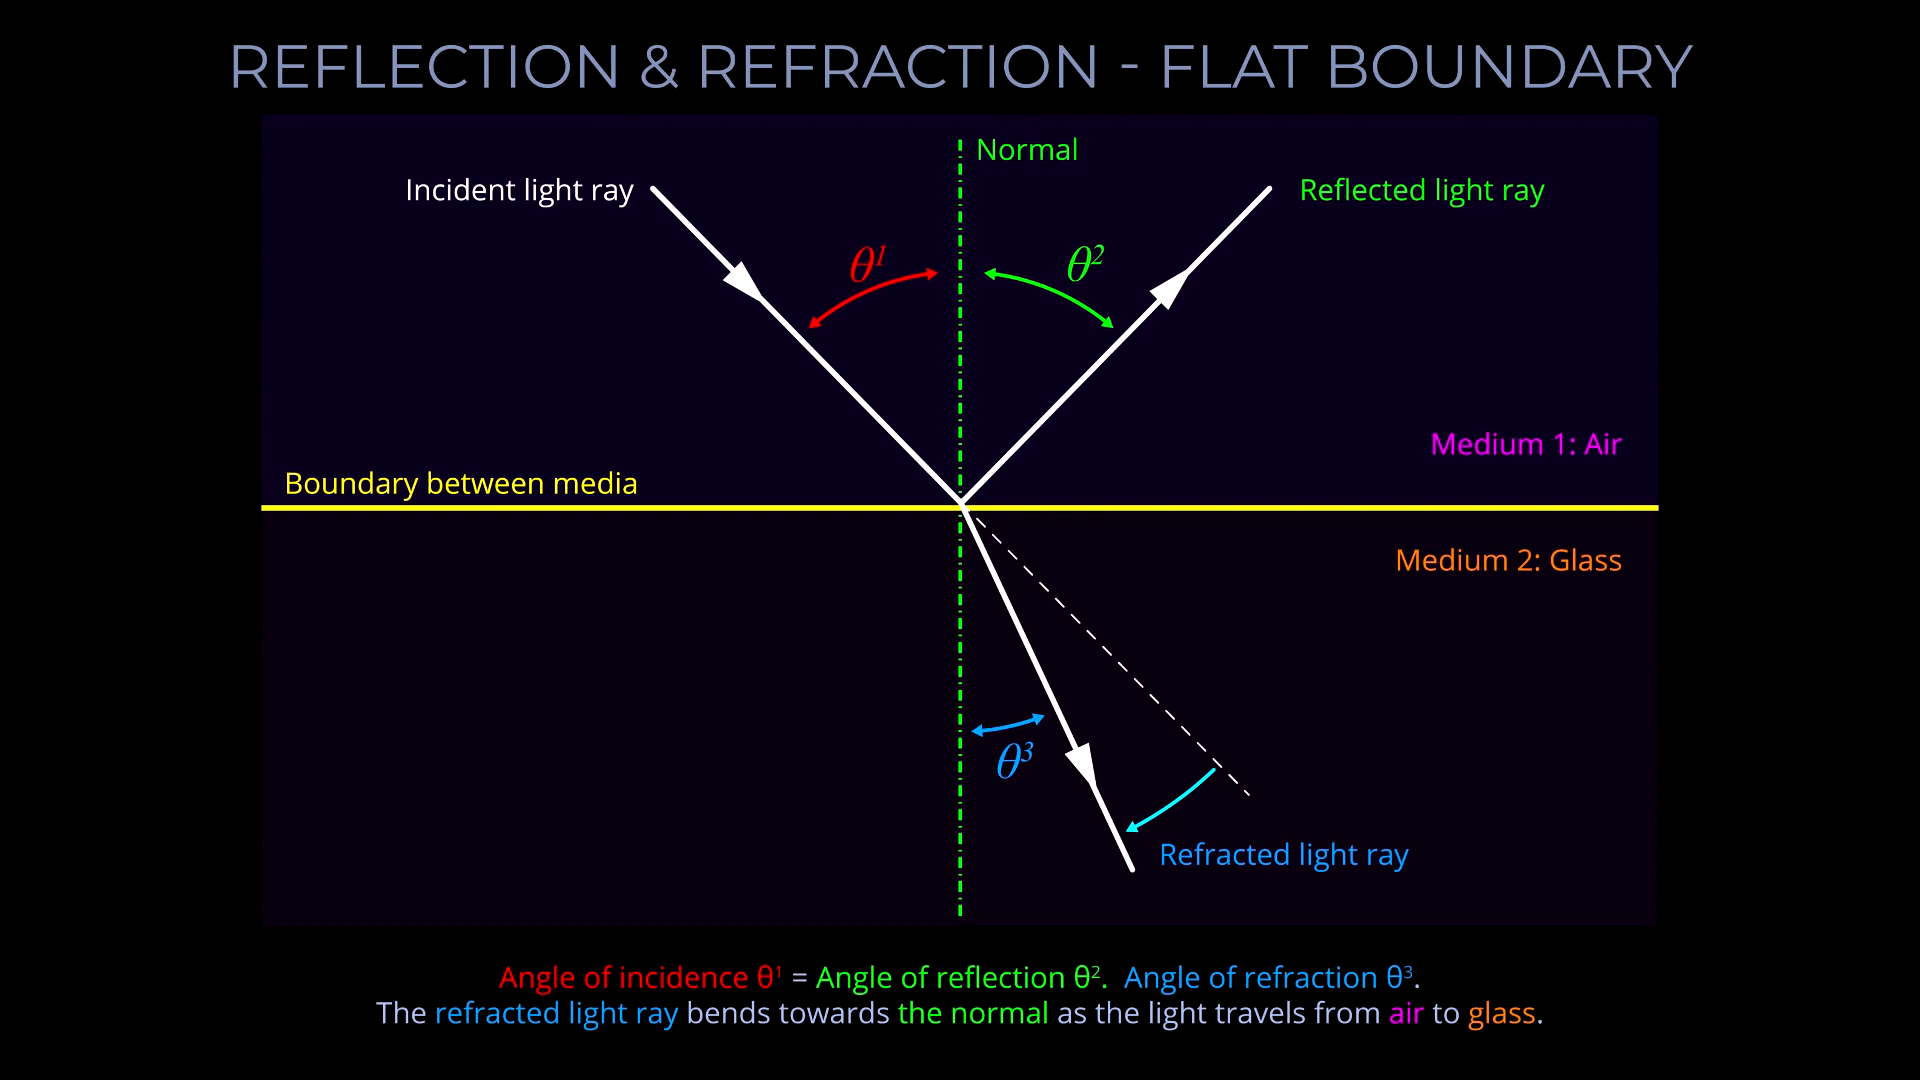 REFLECTION & REFRACTION - FLAT BOUNDARY
Normal
Incident light ray
Reflected light ray
θ¹
θ²
Medium 1: Air
Boundary between media
Medium 2: Glass
θ³
Refracted light ray
Angle of incidence θ¹ = Angle of reflection θ². Angle of refraction θ³.
The refracted light ray bends towards the normal as the light travels from air to glass.